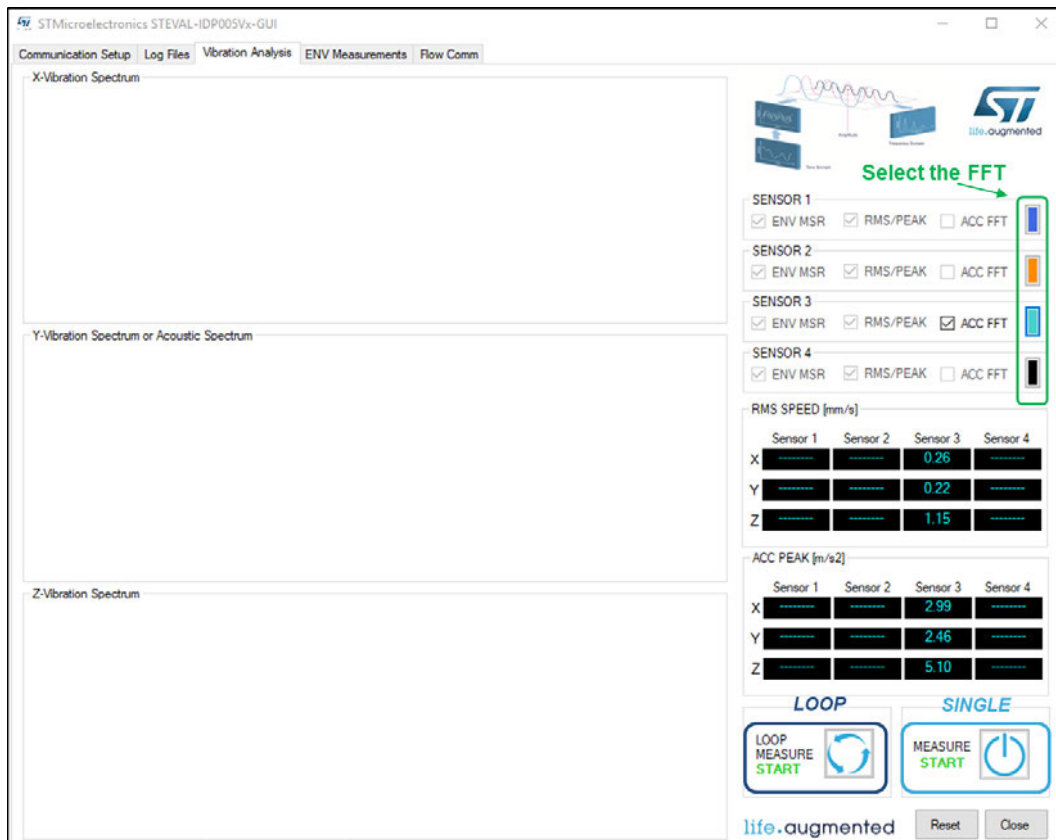 STMicroelectronics STEVAL-IDP005Vx-GUI
Communication Setup Log Files Vibration Analysis ENV Measurements Flow Comm
X-Vibration Spectrum
Y-Vibration Spectrum or Acoustic Spectrum
Z-Vibration Spectrum
life.augmented
Select the FFT
SENSOR 1
ENV MSR RMS/PEAK ACC FFT
SENSOR 2
ENV MSR RMS/PEAK ACC FFT
SENSOR 3
ENV MSR RMS/PEAK ACC FFT
SENSOR 4
ENV MSR RMS/PEAK ACC FFT
RMS SPEED [mm/s]
Sensor 1 Sensor 2 Sensor 3 Sensor 4
X -------- -------- 0.26 --------
Y -------- -------- 0.22 --------
Z -------- -------- 1.15 --------
ACC PEAK [m/s2]
Sensor 1 Sensor 2 Sensor 3 Sensor 4
X -------- -------- 2.99 --------
Y -------- -------- 2.46 --------
Z -------- -------- 5.10 --------
LOOP SINGLE
LOOP
MEASURE
START
MEASURE
START
life.augmented
Reset Close